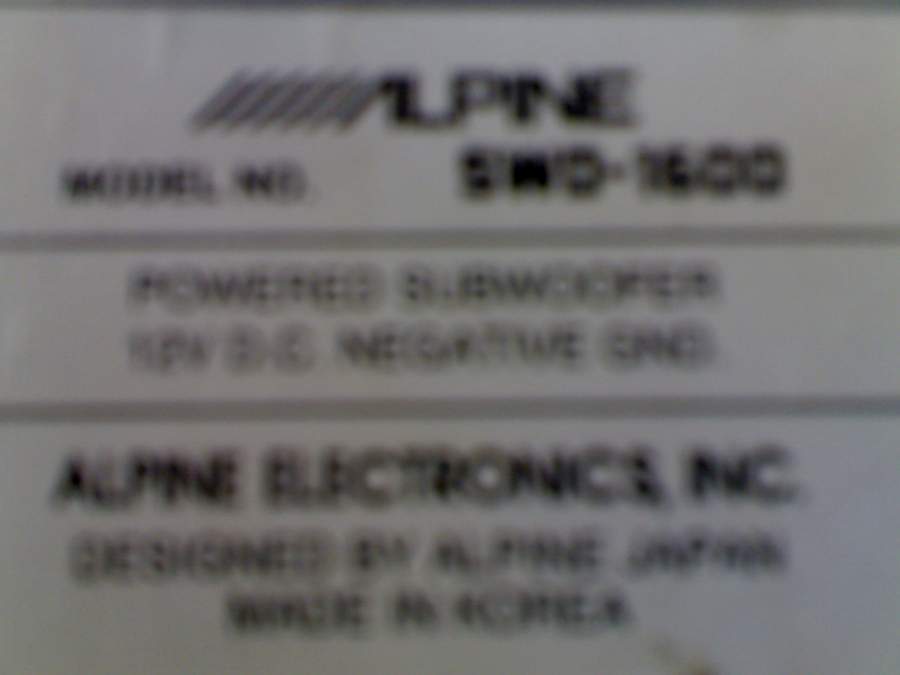 ALPINE
MODEL NO. SWD-1600
POWERED SUBWOOFER
12V D.C. NEGATIVE GND.
ALPINE ELECTRONICS, INC.
DESIGNED BY ALPINE JAPAN
MADE IN KOREA